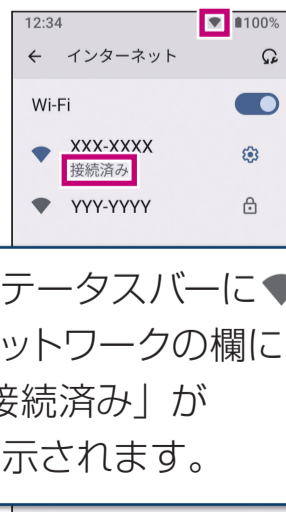 12:34 100%
インターネット
Wi-Fi
XXX-XXXX
接続済み
YYY-YYYY
テータスバーに
ットワークの欄に
接続済み」が
示されます。